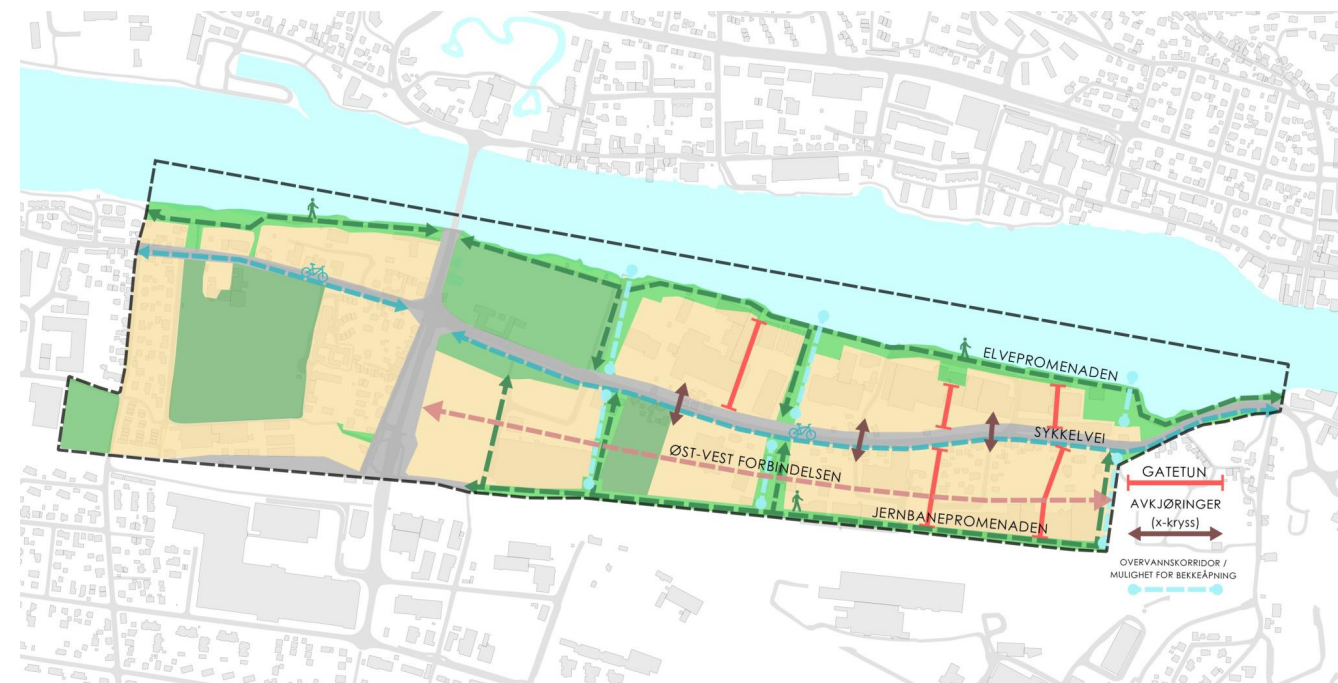 ELVEPROMENADEN
SYKKELVEI
ØST-VEST FORBINDELSEN
JERNBANEPROMENADEN
GATETUN
AVKJØRINGER
(x-kryss)
OVERVANNSKORRIDOR /
MULIGHET FOR BEKKEÅPNING